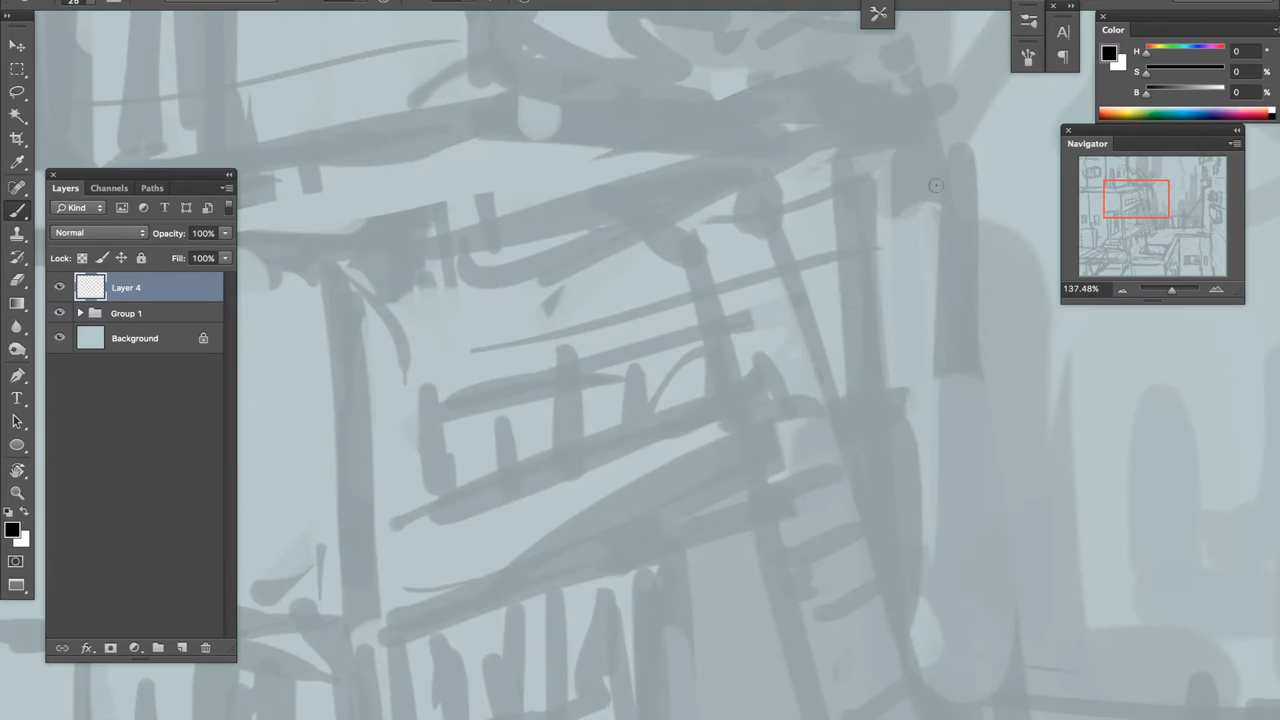 25
Color
H 0 °
S 0 %
B 0 %
Navigator
137.48%
Layers Channels Paths
Kind
Normal Opacity: 100%
Lock: Fill: 100%
Layer 4
Group 1
Background